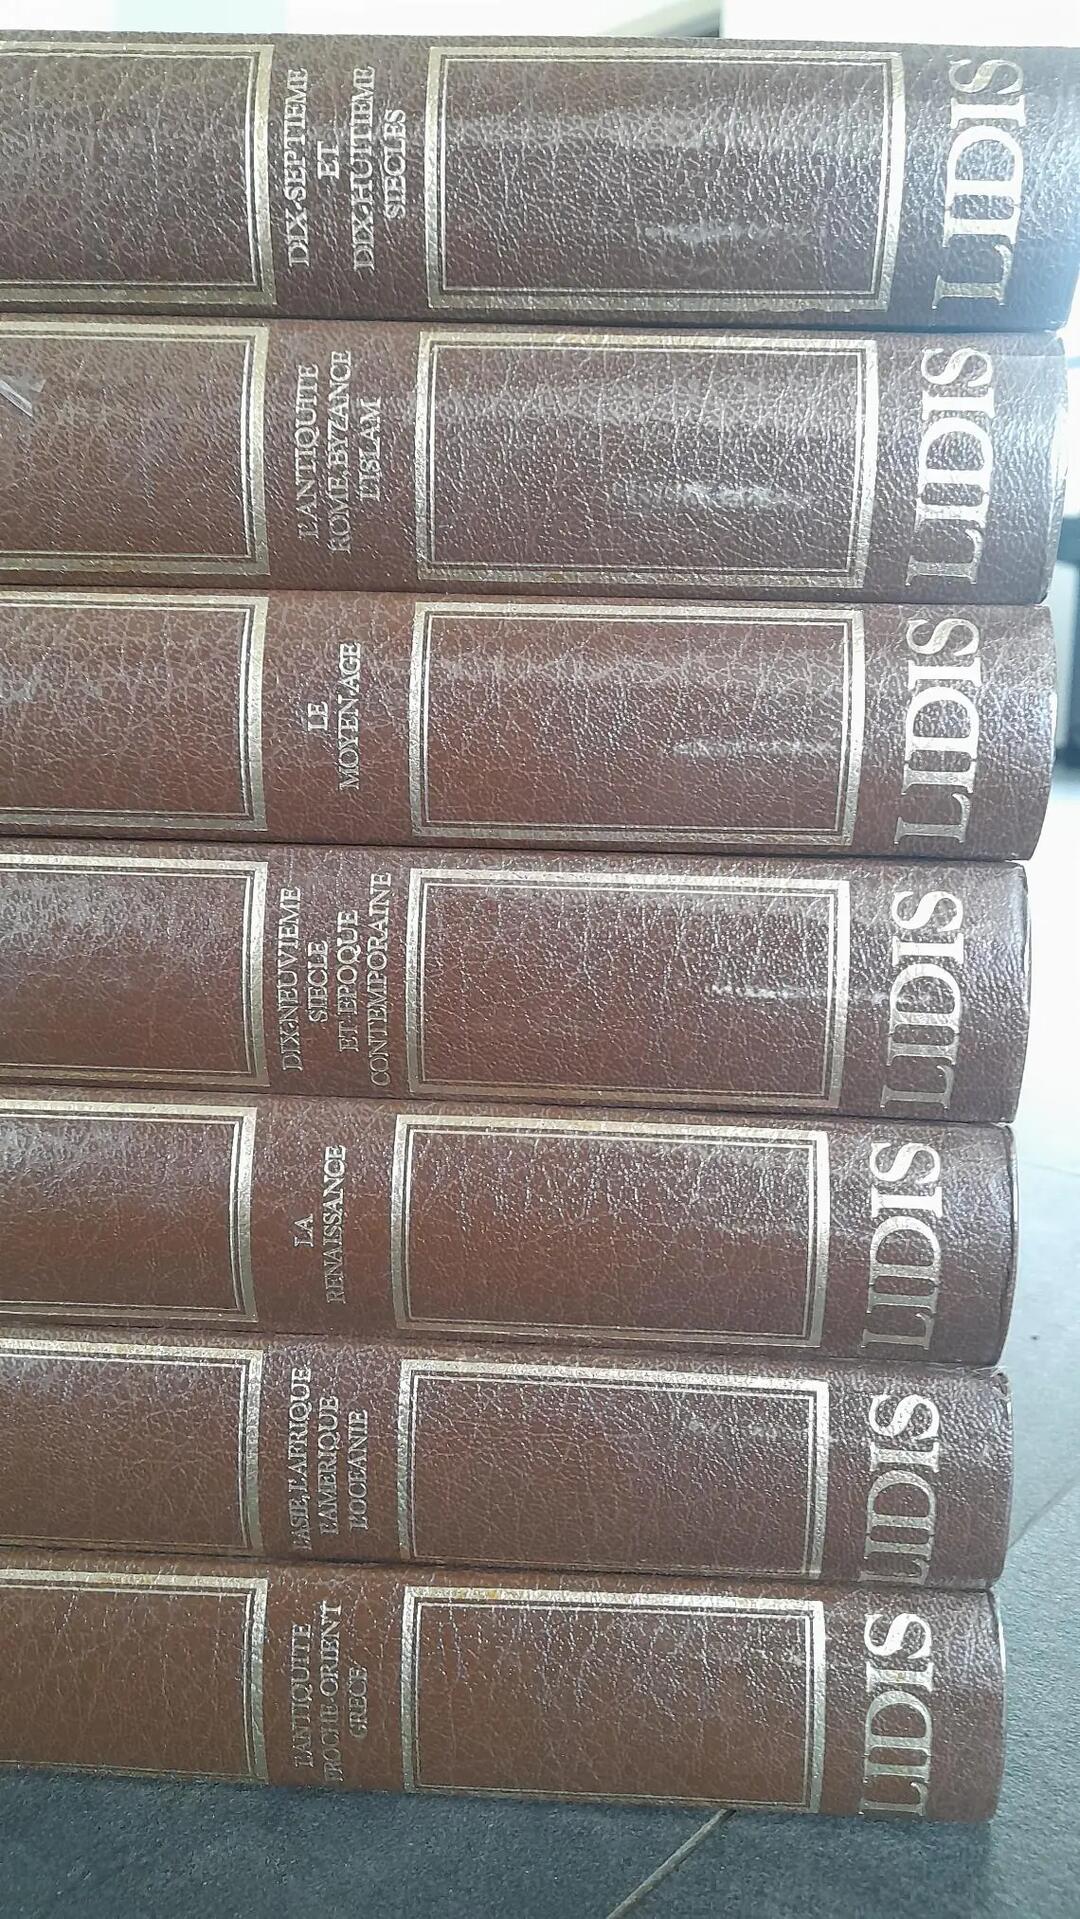 DIX-SEPTIEME
ET
DIX-HUITIEME
SIECLES
LIDIS
L'ANTIQUITE
ROME, BYZANCE
L'ISLAM
LIDIS
LE
MOYEN AGE
LIDIS
DIX-NEUVIEME
SIECLE
ET EPOQUE
CONTEMPORAINE
LIDIS
LA
RENAISSANCE
LIDIS
L'ASIE, L'AFRIQUE
L'AMERIQUE
L'OCEANIE
LIDIS
L'ANTIQUITE
PROCHE-ORIENT
GRECE
LIDIS